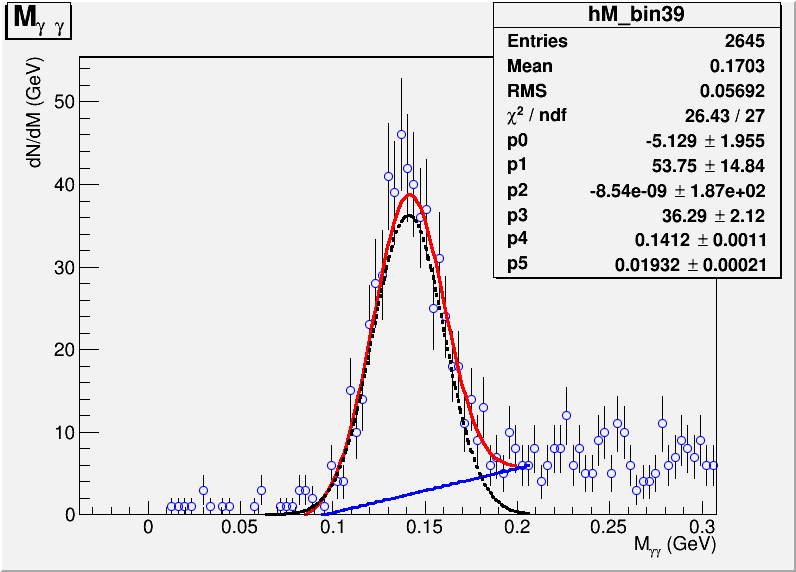 M_γ γ
hM_bin39
Entries 2645
Mean 0.1703
RMS 0.05692
χ² / ndf 26.43 / 27
p0 -5.129 ± 1.955
p1 53.75 ± 14.84
p2 -8.54e-09 ± 1.87e+02
p3 36.29 ± 2.12
p4 0.1412 ± 0.0011
p5 0.01932 ± 0.00021
dN/dM (GeV)
50
40
30
20
10
0
0 0.05 0.1 0.15 0.2 0.25 0.3
M_γγ (GeV)